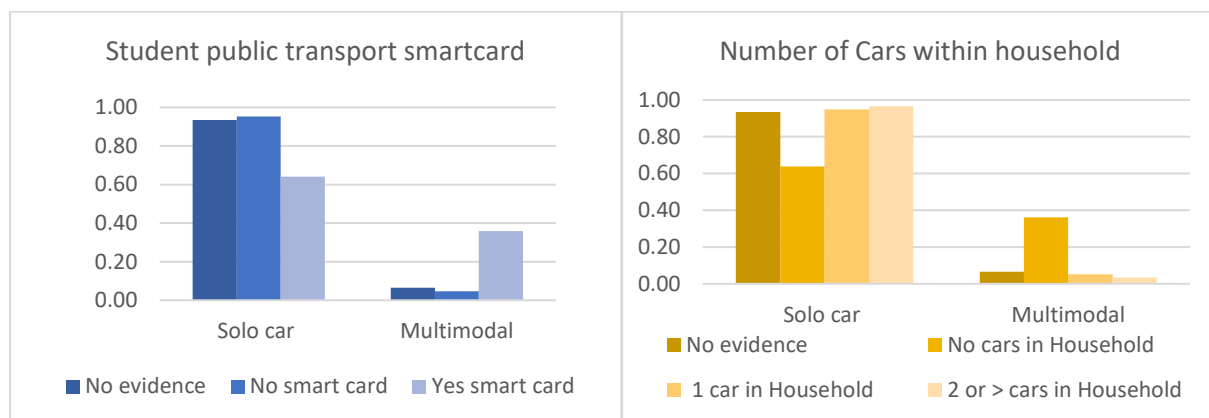 Student public transport smartcard
1.00
0.80
0.60
0.40
0.20
0.00
Solo car
Multimodal
No evidence
No smart card
Yes smart card
Number of Cars within household
1.00
0.80
0.60
0.40
0.20
0.00
Solo car
Multimodal
No evidence
No cars in Household
1 car in Household
2 or > cars in Household